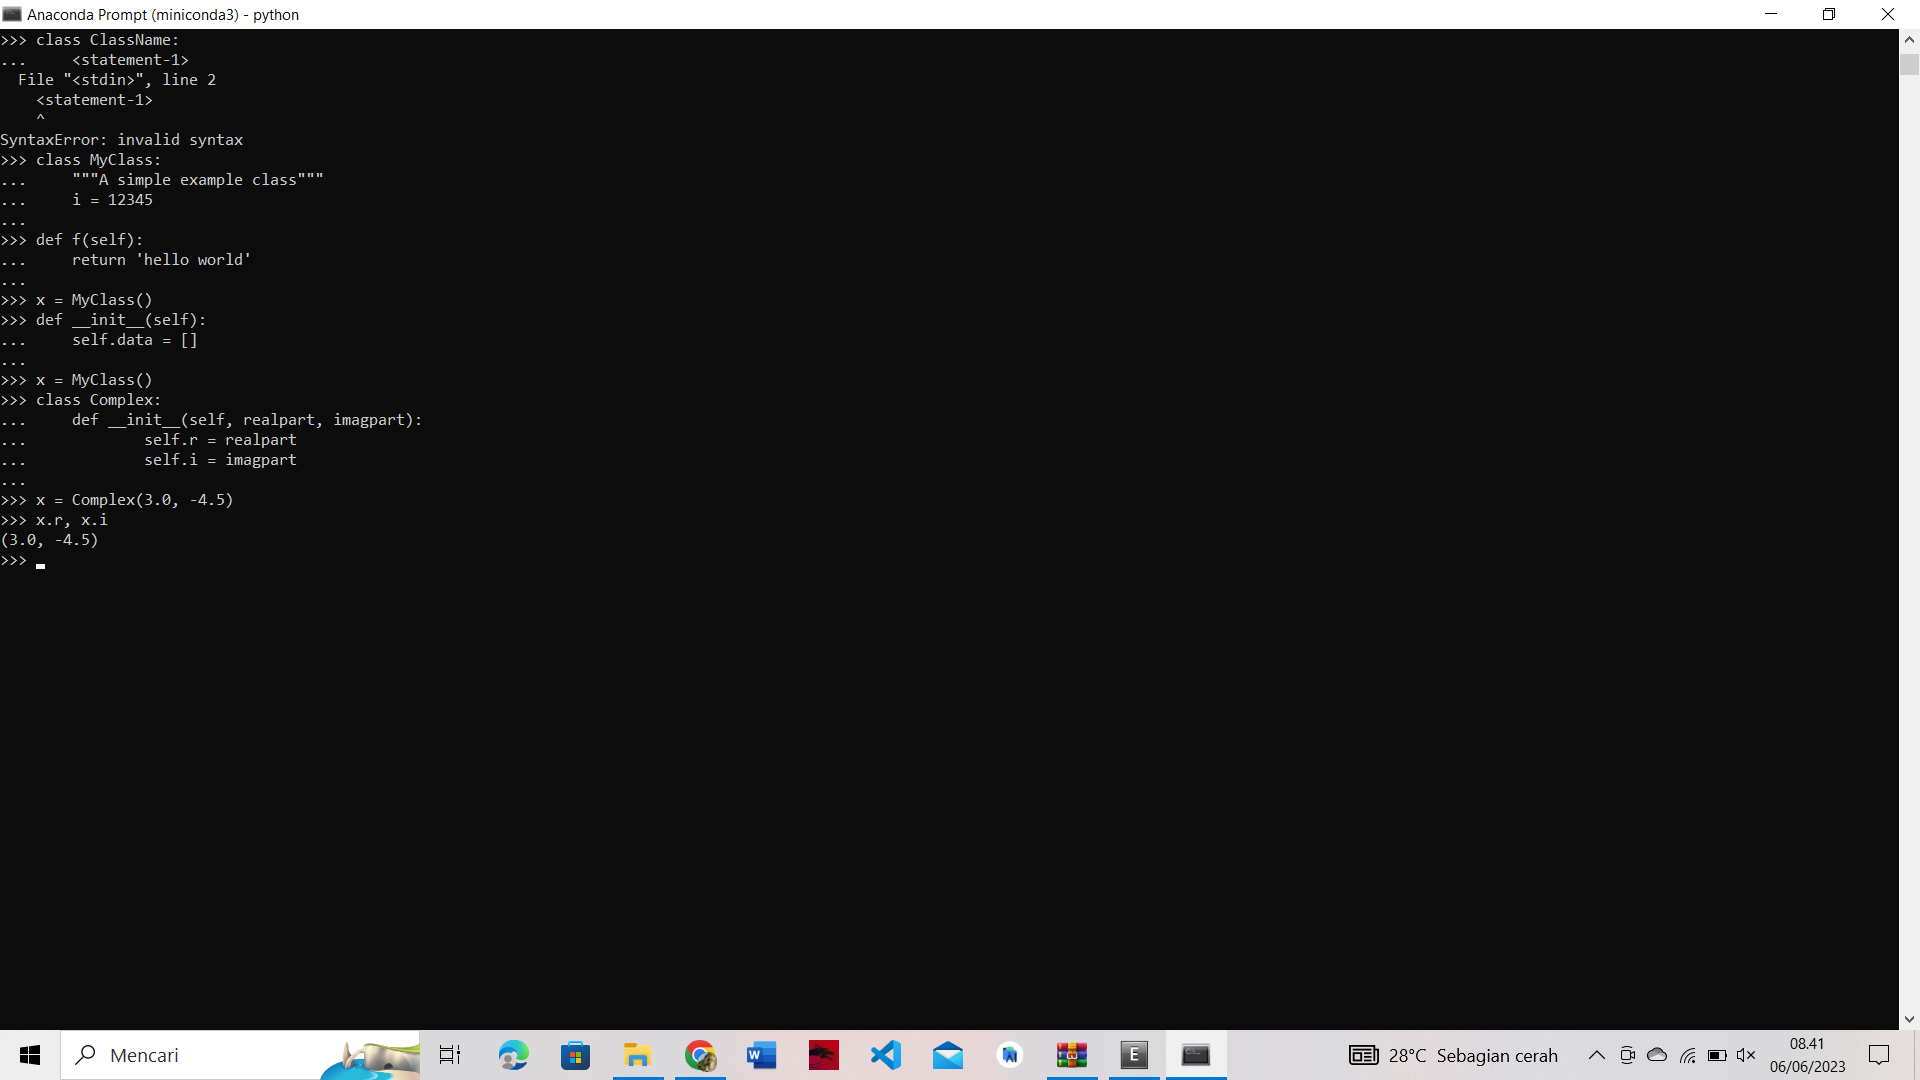 Anaconda Prompt (miniconda3) - python
>>> class ClassName:
...     <statement-1>
  File "<stdin>", line 2
    <statement-1>
    ^
SyntaxError: invalid syntax
>>> class MyClass:
...     """A simple example class"""
...     i = 12345
...
>>> def f(self):
...     return 'hello world'
...
>>> x = MyClass()
>>> def __init__(self):
...     self.data = []
...
>>> x = MyClass()
>>> class Complex:
...     def __init__(self, realpart, imagpart):
...             self.r = realpart
...             self.i = imagpart
...
>>> x = Complex(3.0, -4.5)
>>> x.r, x.i
(3.0, -4.5)
>>>
Mencari
W
E
28°C Sebagian cerah
08.41
06/06/2023